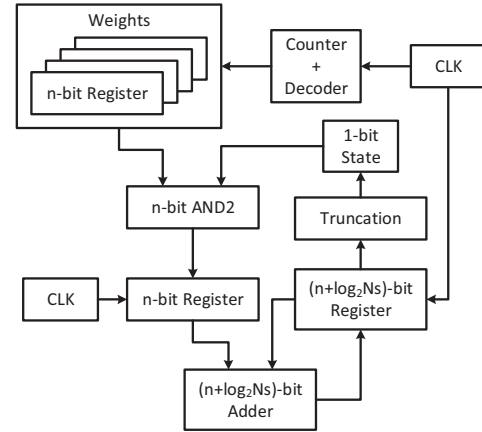 Weights
n-bit Register
Counter
+
Decoder
CLK
1-bit
State
n-bit AND2
Truncation
CLK
n-bit Register
(n+log₂Ns)-bit
Register
(n+log₂Ns)-bit
Adder